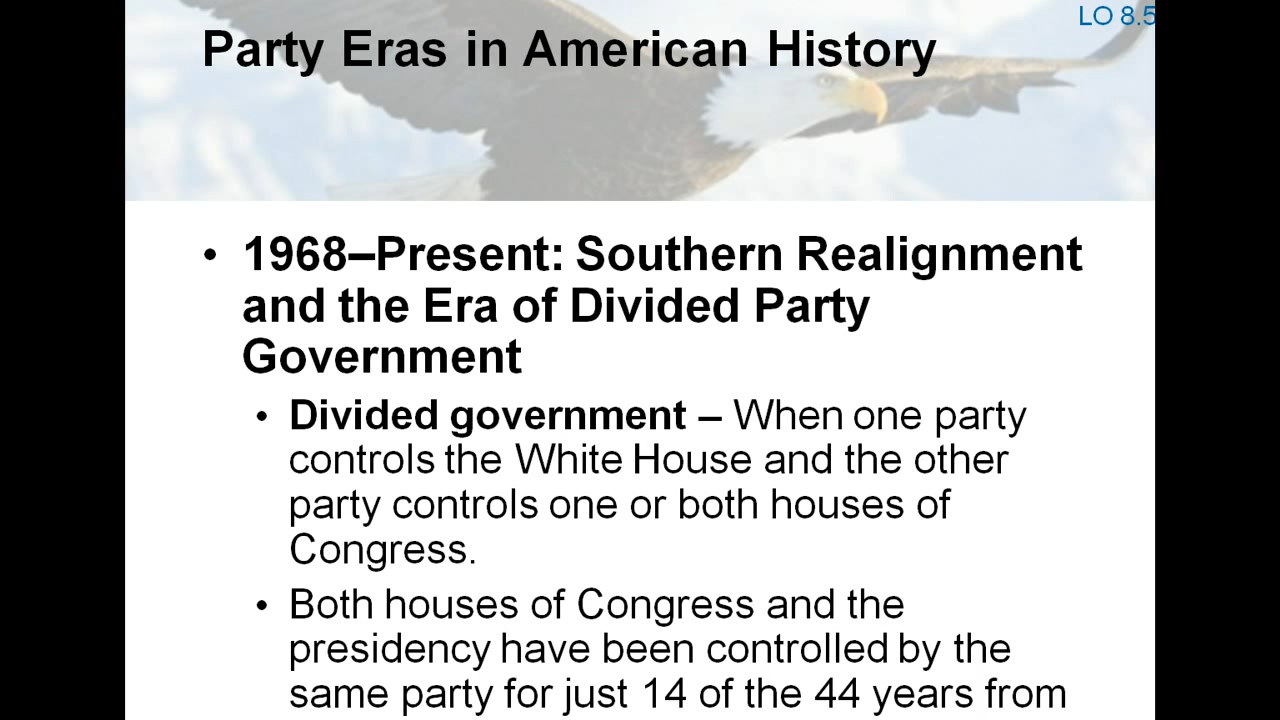 LO 8.5
Party Eras in American History
• 1968–Present: Southern Realignment
and the Era of Divided Party
Government
• Divided government – When one party
controls the White House and the other
party controls one or both houses of
Congress.
• Both houses of Congress and the
presidency have been controlled by the
same party for just 14 of the 44 years from